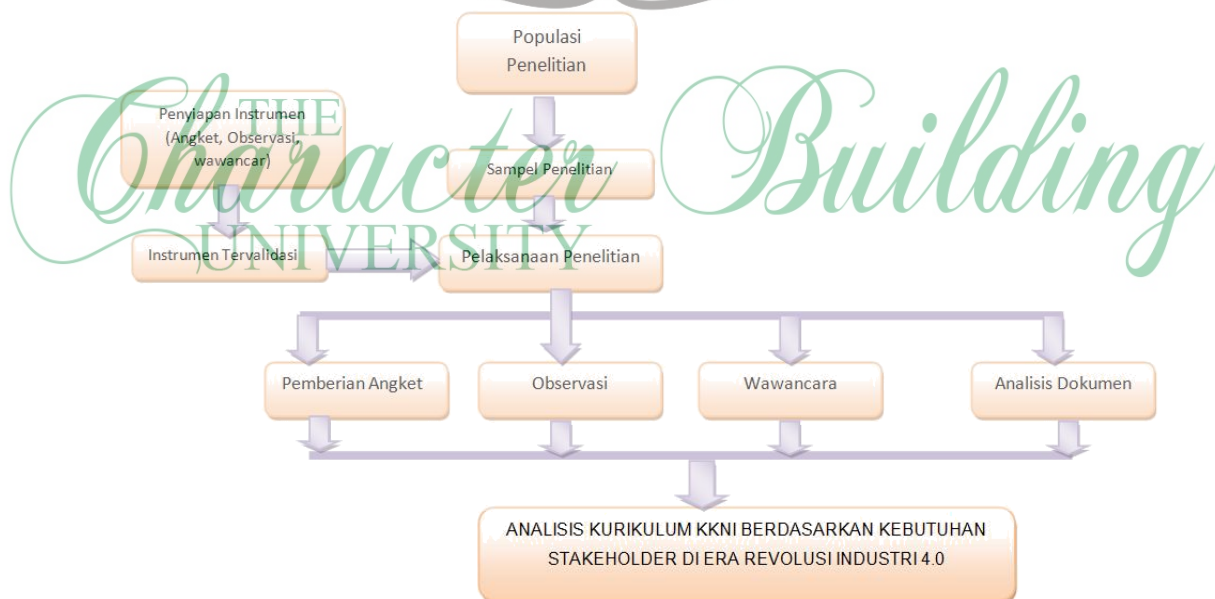 Populasi
Penelitian
Penyiapan Instrumen
(Angket, Observasi,
wawancar)
Sampel Penelitian
Instrumen Tervalidasi
Pelaksanaan Penelitian
THE
Character Building
UNIVERSITY
Pemberian Angket
Observasi
Wawancara
Analisis Dokumen
ANALISIS KURIKULUM KKNI BERDASARKAN KEBUTUHAN
STAKEHOLDER DI ERA REVOLUSI INDUSTRI 4.0